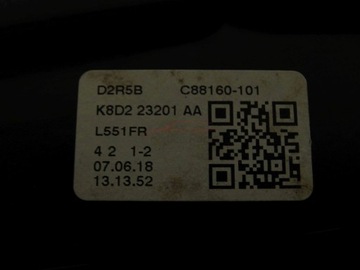 D2R5B C88160-101
K8D2 23201 AA
L551FR
4 2 1-2
07.06.18
13.13.52